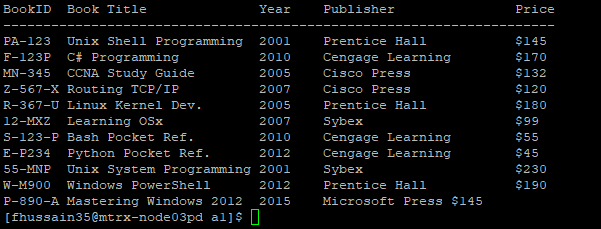 BookID  Book Title              Year    Publisher               Price
---------------------------------------------------------------------
PA-123  Unix Shell Programming  2001    Prentice Hall           $145
F-123P  C# Programming          2010    Cengage Learning        $170
MN-345  CCNA Study Guide        2005    Cisco Press             $132
Z-567-X Routing TCP/IP          2007    Cisco Press             $120
R-367-U Linux Kernel Dev.       2005    Prentice Hall           $180
12-MXZ  Learning OSx            2007    Sybex                   $99
S-123-P Bash Pocket Ref.        2010    Cengage Learning        $55
E-P234  Python Pocket Ref.      2012    Cengage Learning        $45
55-MNP  Unix System Programming 2001    Sybex                   $230
W-M900  Windows PowerShell      2012    Prentice Hall           $190
P-890-A Mastering Windows 2012  2015    Microsoft Press $145
[fhussain35@mtrx-node03pd a1]$